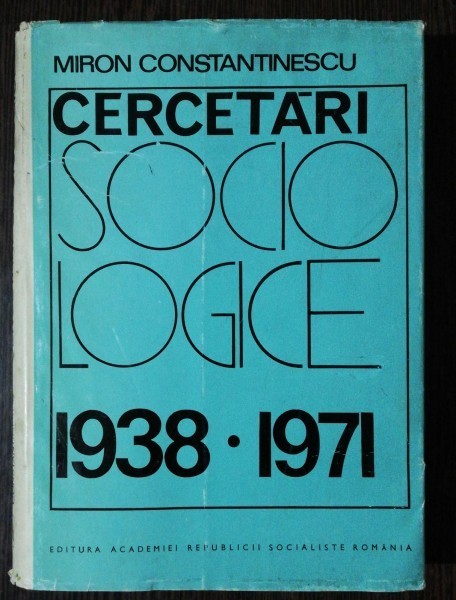 MIRON CONSTANTINESCU
CERCETĂRI
SOCIO
LOGICE
1938 · 1971
EDITURA ACADEMIEI REPUBLICII SOCIALISTE ROMÂNIA